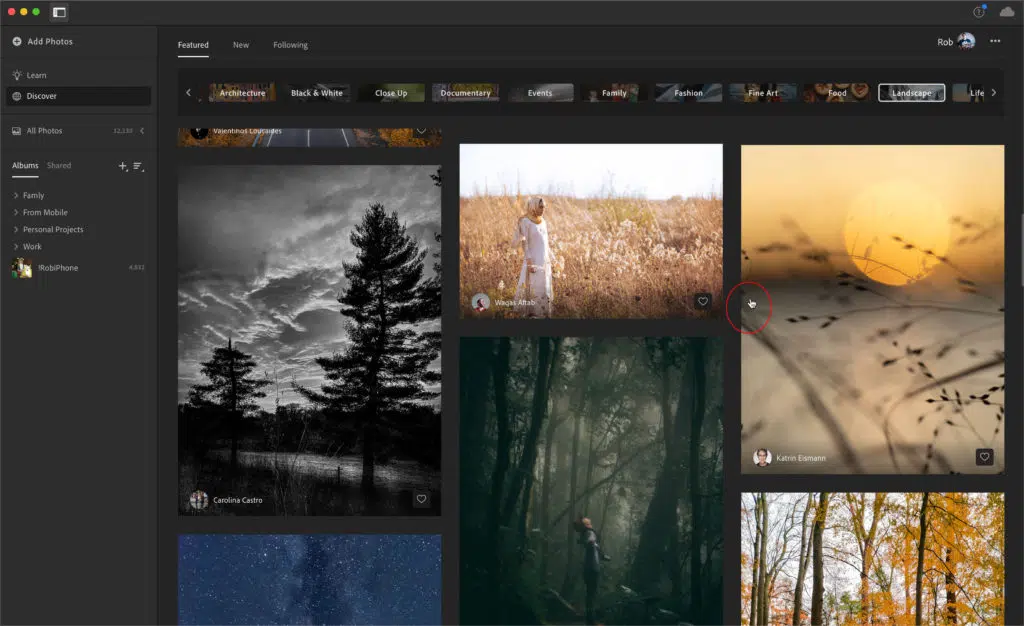 Add Photos
Learn
Discover
All Photos 32,130
Albums Shared
Famly
From Mobile
Personal Projects
Work
!RobiPhone 4,932
Featured New Following
Rob
Architecture Black & White Close Up Documentary Events Family Fashion Fine Art Food Landscape Life
Valentinos Loucaides
Waqas Aftab
Katrin Eismann
Carolina Castro